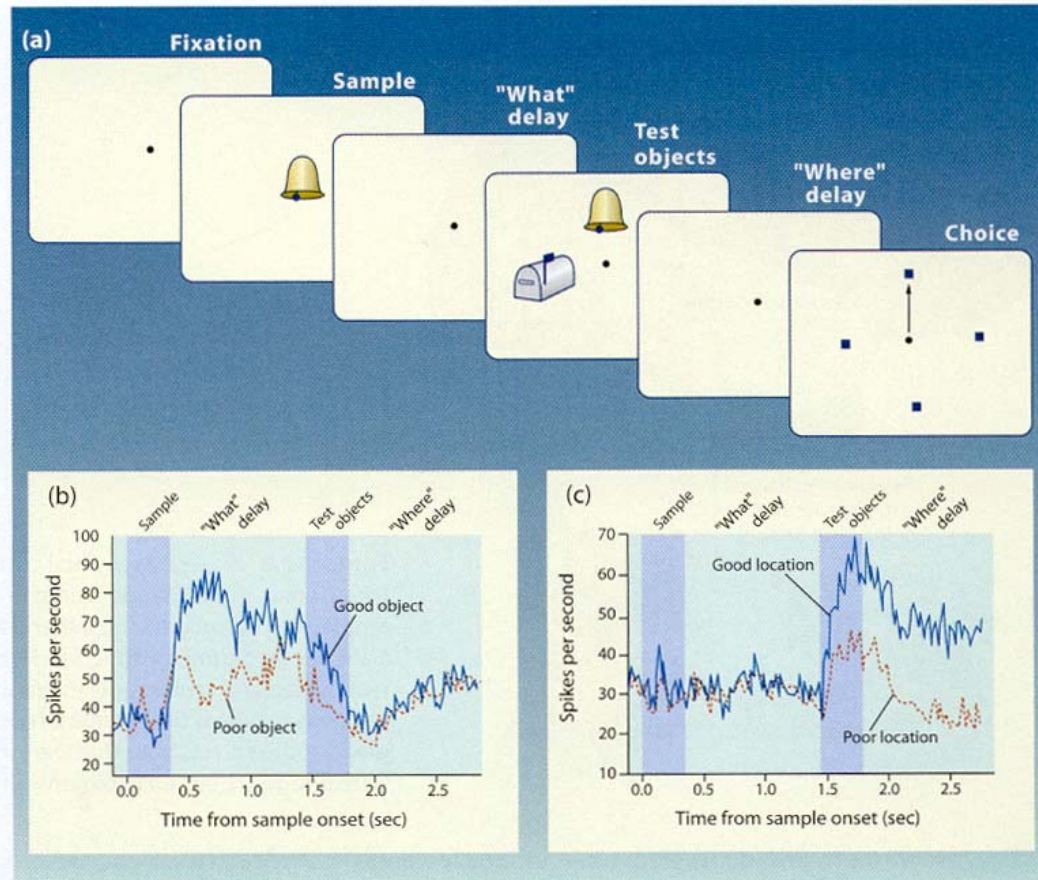 (a)
Fixation
Sample
"What"
delay
Test
objects
"Where"
delay
Choice
(b)
Sample
"What"
delay
Test
objects
"Where"
delay
100
90
80
70
60
50
40
30
20
Spikes per second
Good object
Poor object
0.0 0.5 1.0 1.5 2.0 2.5
Time from sample onset (sec)
(c)
Sample
"What"
delay
Test
objects
"Where"
delay
70
60
50
40
30
20
10
Spikes per second
Good location
Poor location
0.0 0.5 1.0 1.5 2.0 2.5
Time from sample onset (sec)